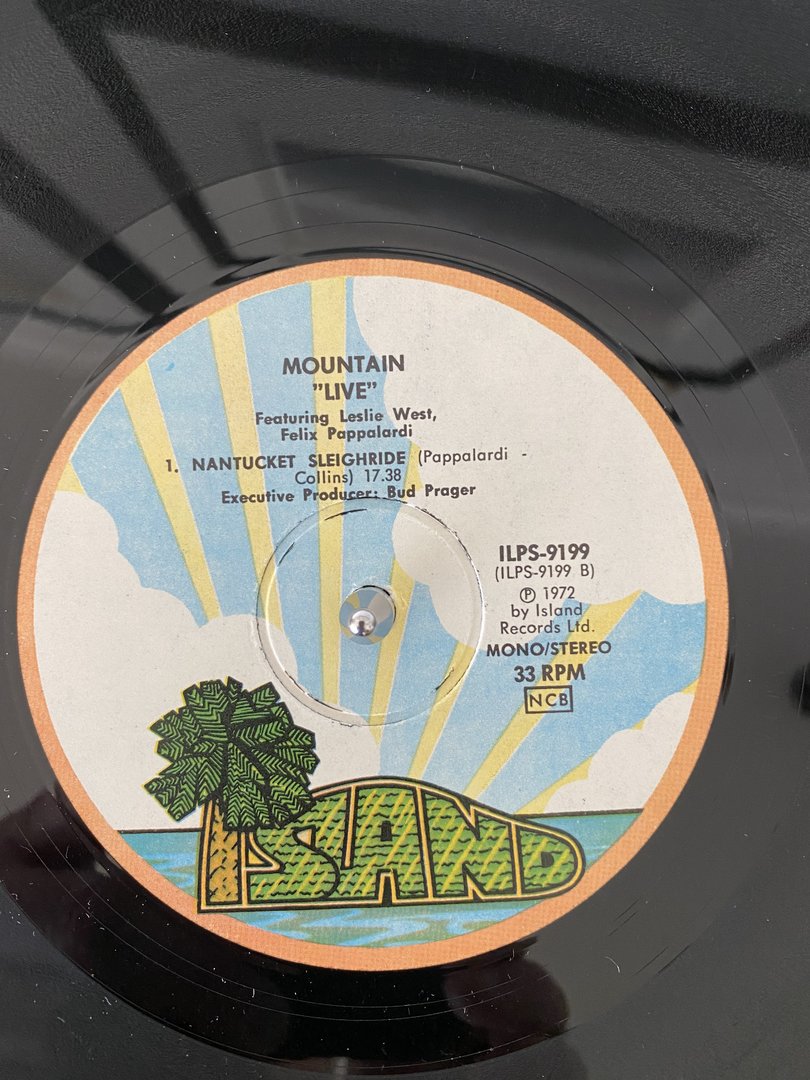 MOUNTAIN
"LIVE"
Featuring Leslie West,
Felix Pappalardi
1. NANTUCKET SLEIGHRIDE (Pappalardi -
Collins) 17.38
Executive Producer: Bud Prager
ILPS-9199
(ILPS-9199 B)
Ⓟ 1972
by Island
Records Ltd.
MONO/STEREO
33 RPM
NCB
ISLAND